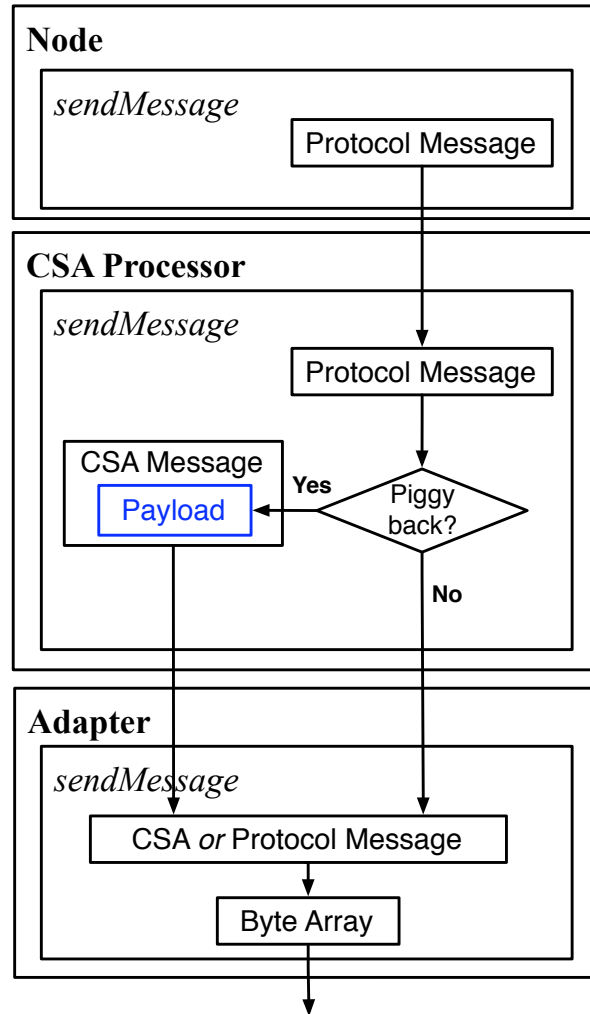 Node
sendMessage
Protocol Message
CSA Processor
sendMessage
Protocol Message
CSA Message
Payload
Yes
Piggy
back?
No
Adapter
sendMessage
CSA or Protocol Message
Byte Array